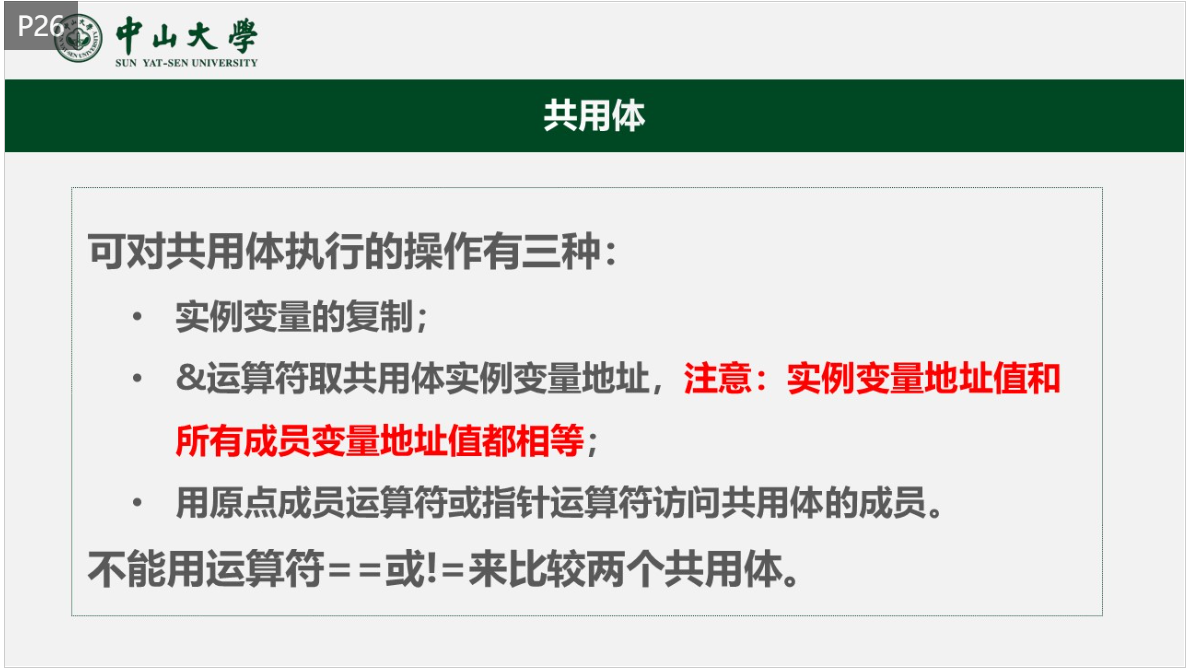 P26
中山大學
SUN YAT-SEN UNIVERSITY
共用体
可对共用体执行的操作有三种：
• 实例变量的复制；
• &运算符取共用体实例变量地址，注意：实例变量地址值和
所有成员变量地址值都相等；
• 用原点成员运算符或指针运算符访问共用体的成员。
不能用运算符==或!=来比较两个共用体。